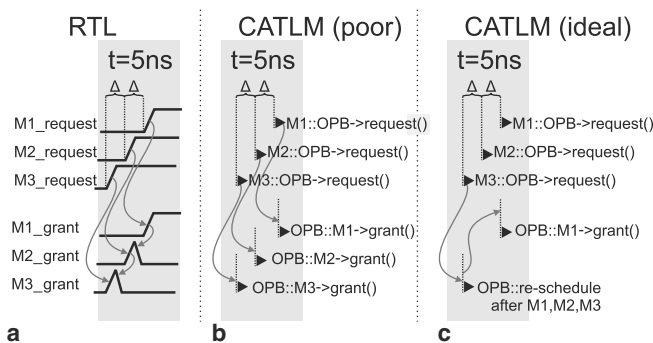 RTL
t=5ns
Δ Δ
M1_request
M2_request
M3_request
M1_grant
M2_grant
M3_grant
a
CATLM (poor)
t=5ns
Δ Δ
M1::OPB->request()
M2::OPB->request()
M3::OPB->request()
OPB::M1->grant()
OPB::M2->grant()
OPB::M3->grant()
b
CATLM (ideal)
t=5ns
Δ Δ
M1::OPB->request()
M2::OPB->request()
M3::OPB->request()
OPB::M1->grant()
OPB::re-schedule
after M1,M2,M3
c